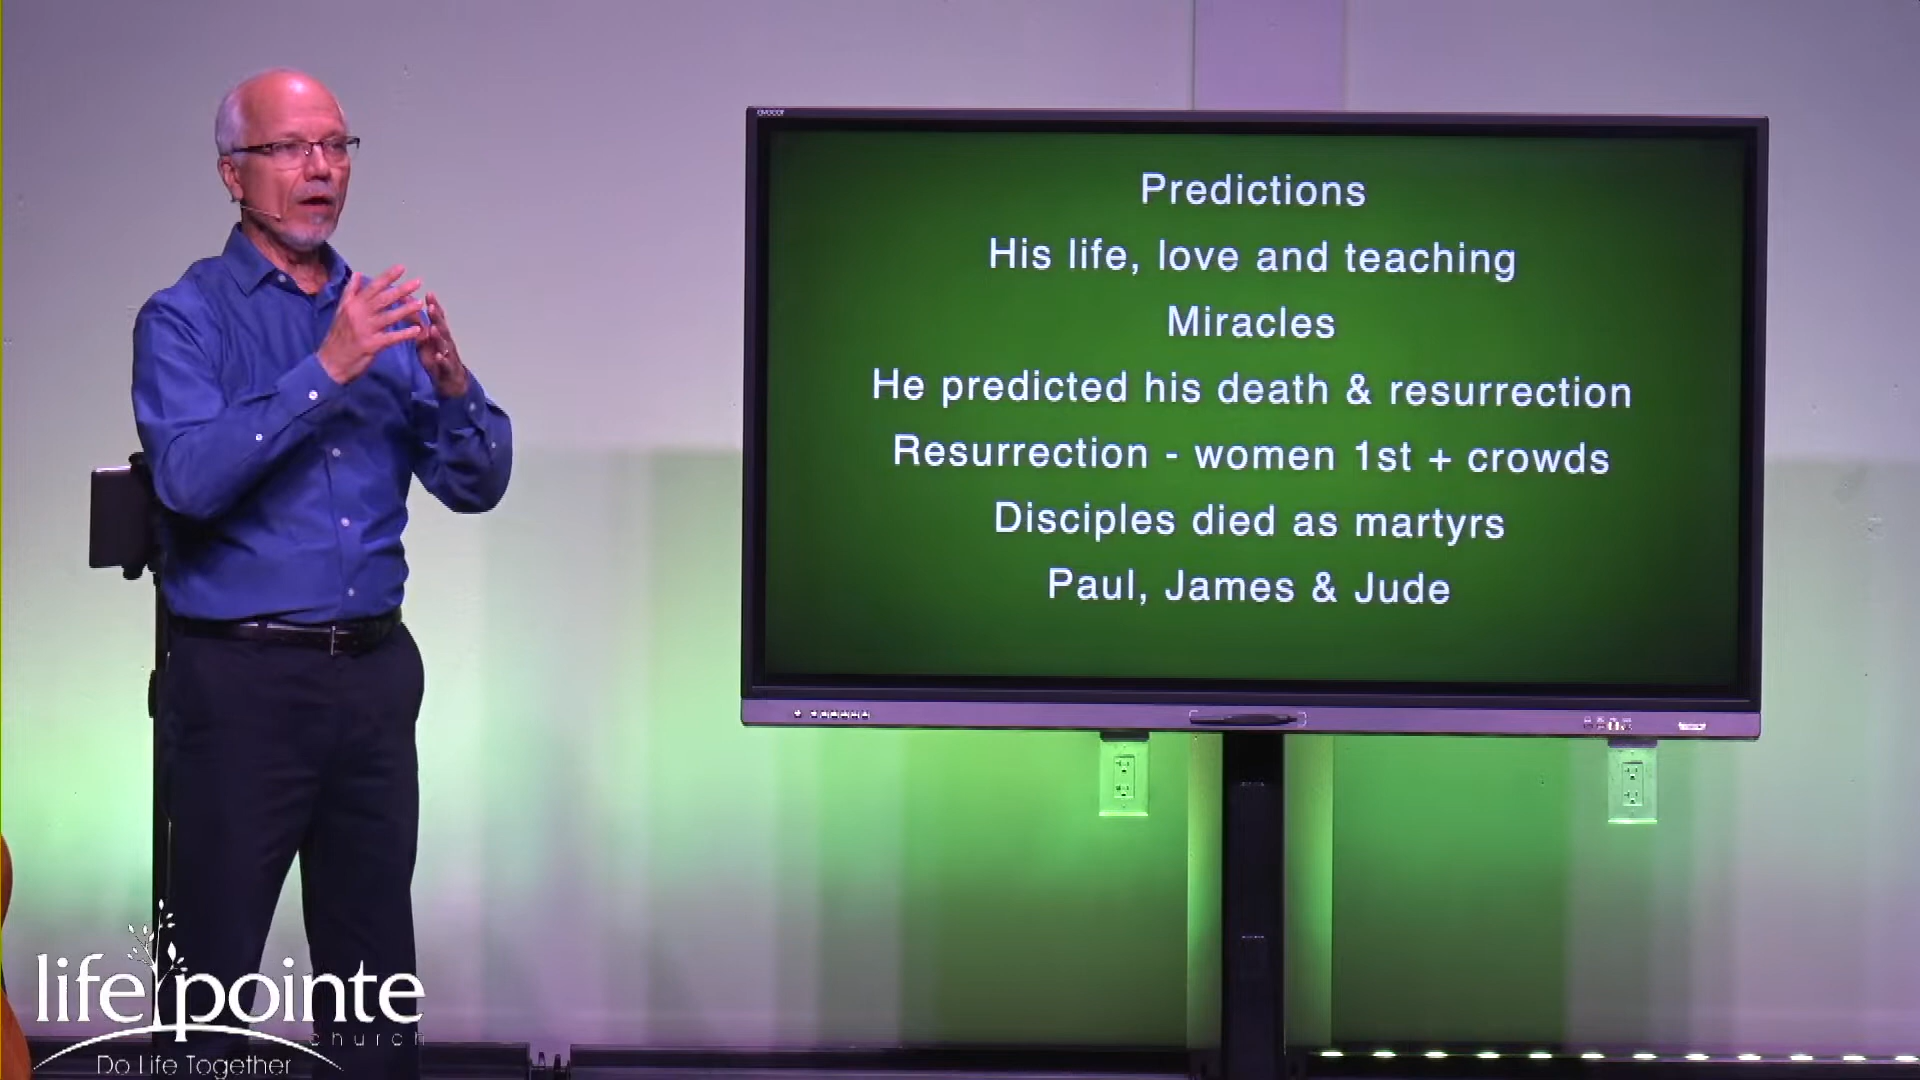 avocor
Predictions
His life, love and teaching
Miracles
He predicted his death & resurrection
Resurrection - women 1st + crowds
Disciples died as martyrs
Paul, James & Jude
life pointe
church
Do Life Together